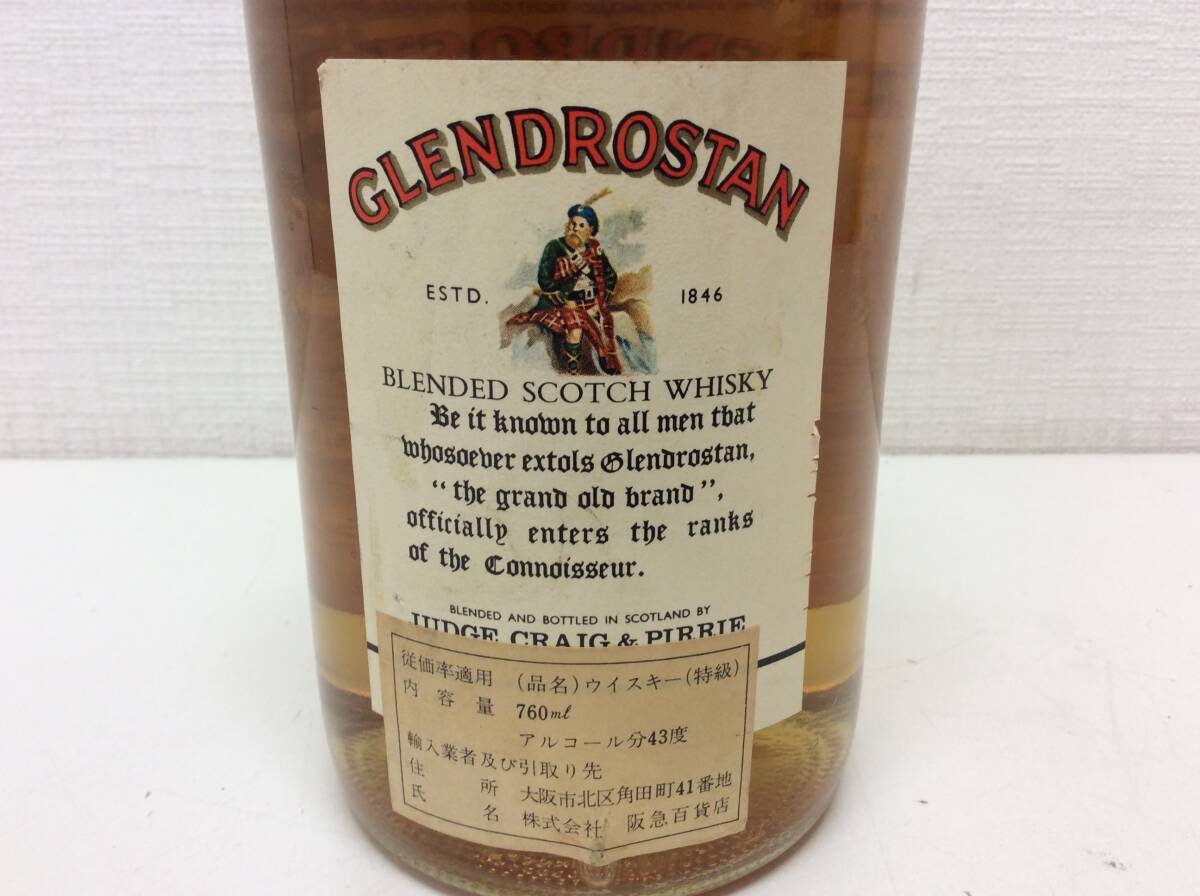 GLENDROSTAN
ESTD. 1846
BLENDED SCOTCH WHISKY
Be it known to all men that
whosoever extols Glendrostan,
"the grand old brand",
officially enters the ranks
of the Connoisseur.
BLENDED AND BOTTLED IN SCOTLAND BY
JUDGE CRAIG & PIRRIE
従価率適用 (品名)ウイスキー(特級)
内容量 760ml
アルコール分43度
輸入業者及び引取り先
住所 大阪市北区角田町41番地
氏名 株式会社 阪急百貨店